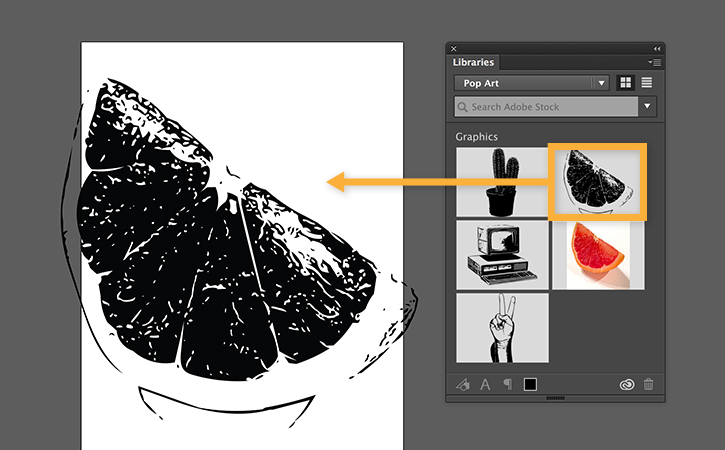 Libraries
Pop Art
Search Adobe Stock
Graphics